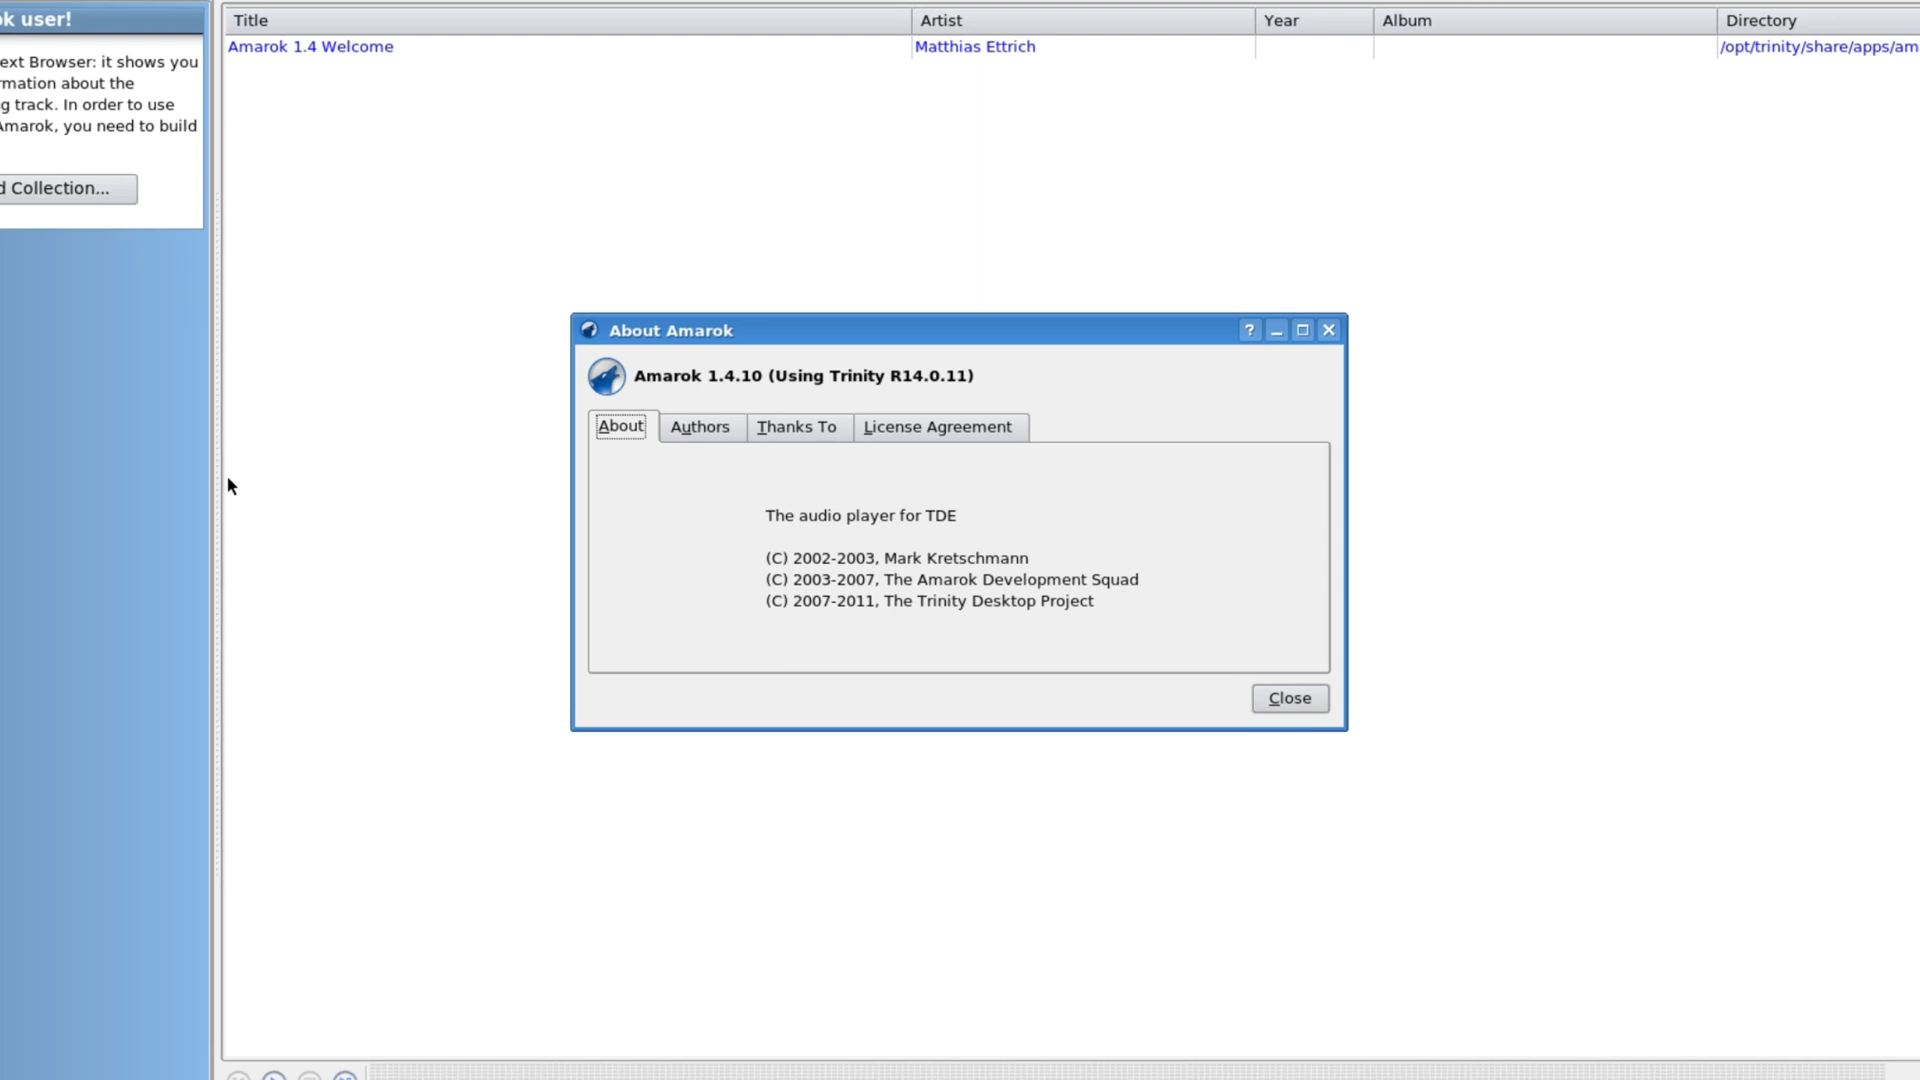 ok user!
ext Browser: it shows you
rmation about the
g track. In order to use
Amarok, you need to build
d Collection...
Title Artist Year Album Directory
Amarok 1.4 Welcome Matthias Ettrich /opt/trinity/share/apps/am
About Amarok
Amarok 1.4.10 (Using Trinity R14.0.11)
About Authors Thanks To License Agreement
The audio player for TDE
(C) 2002-2003, Mark Kretschmann
(C) 2003-2007, The Amarok Development Squad
(C) 2007-2011, The Trinity Desktop Project
Close